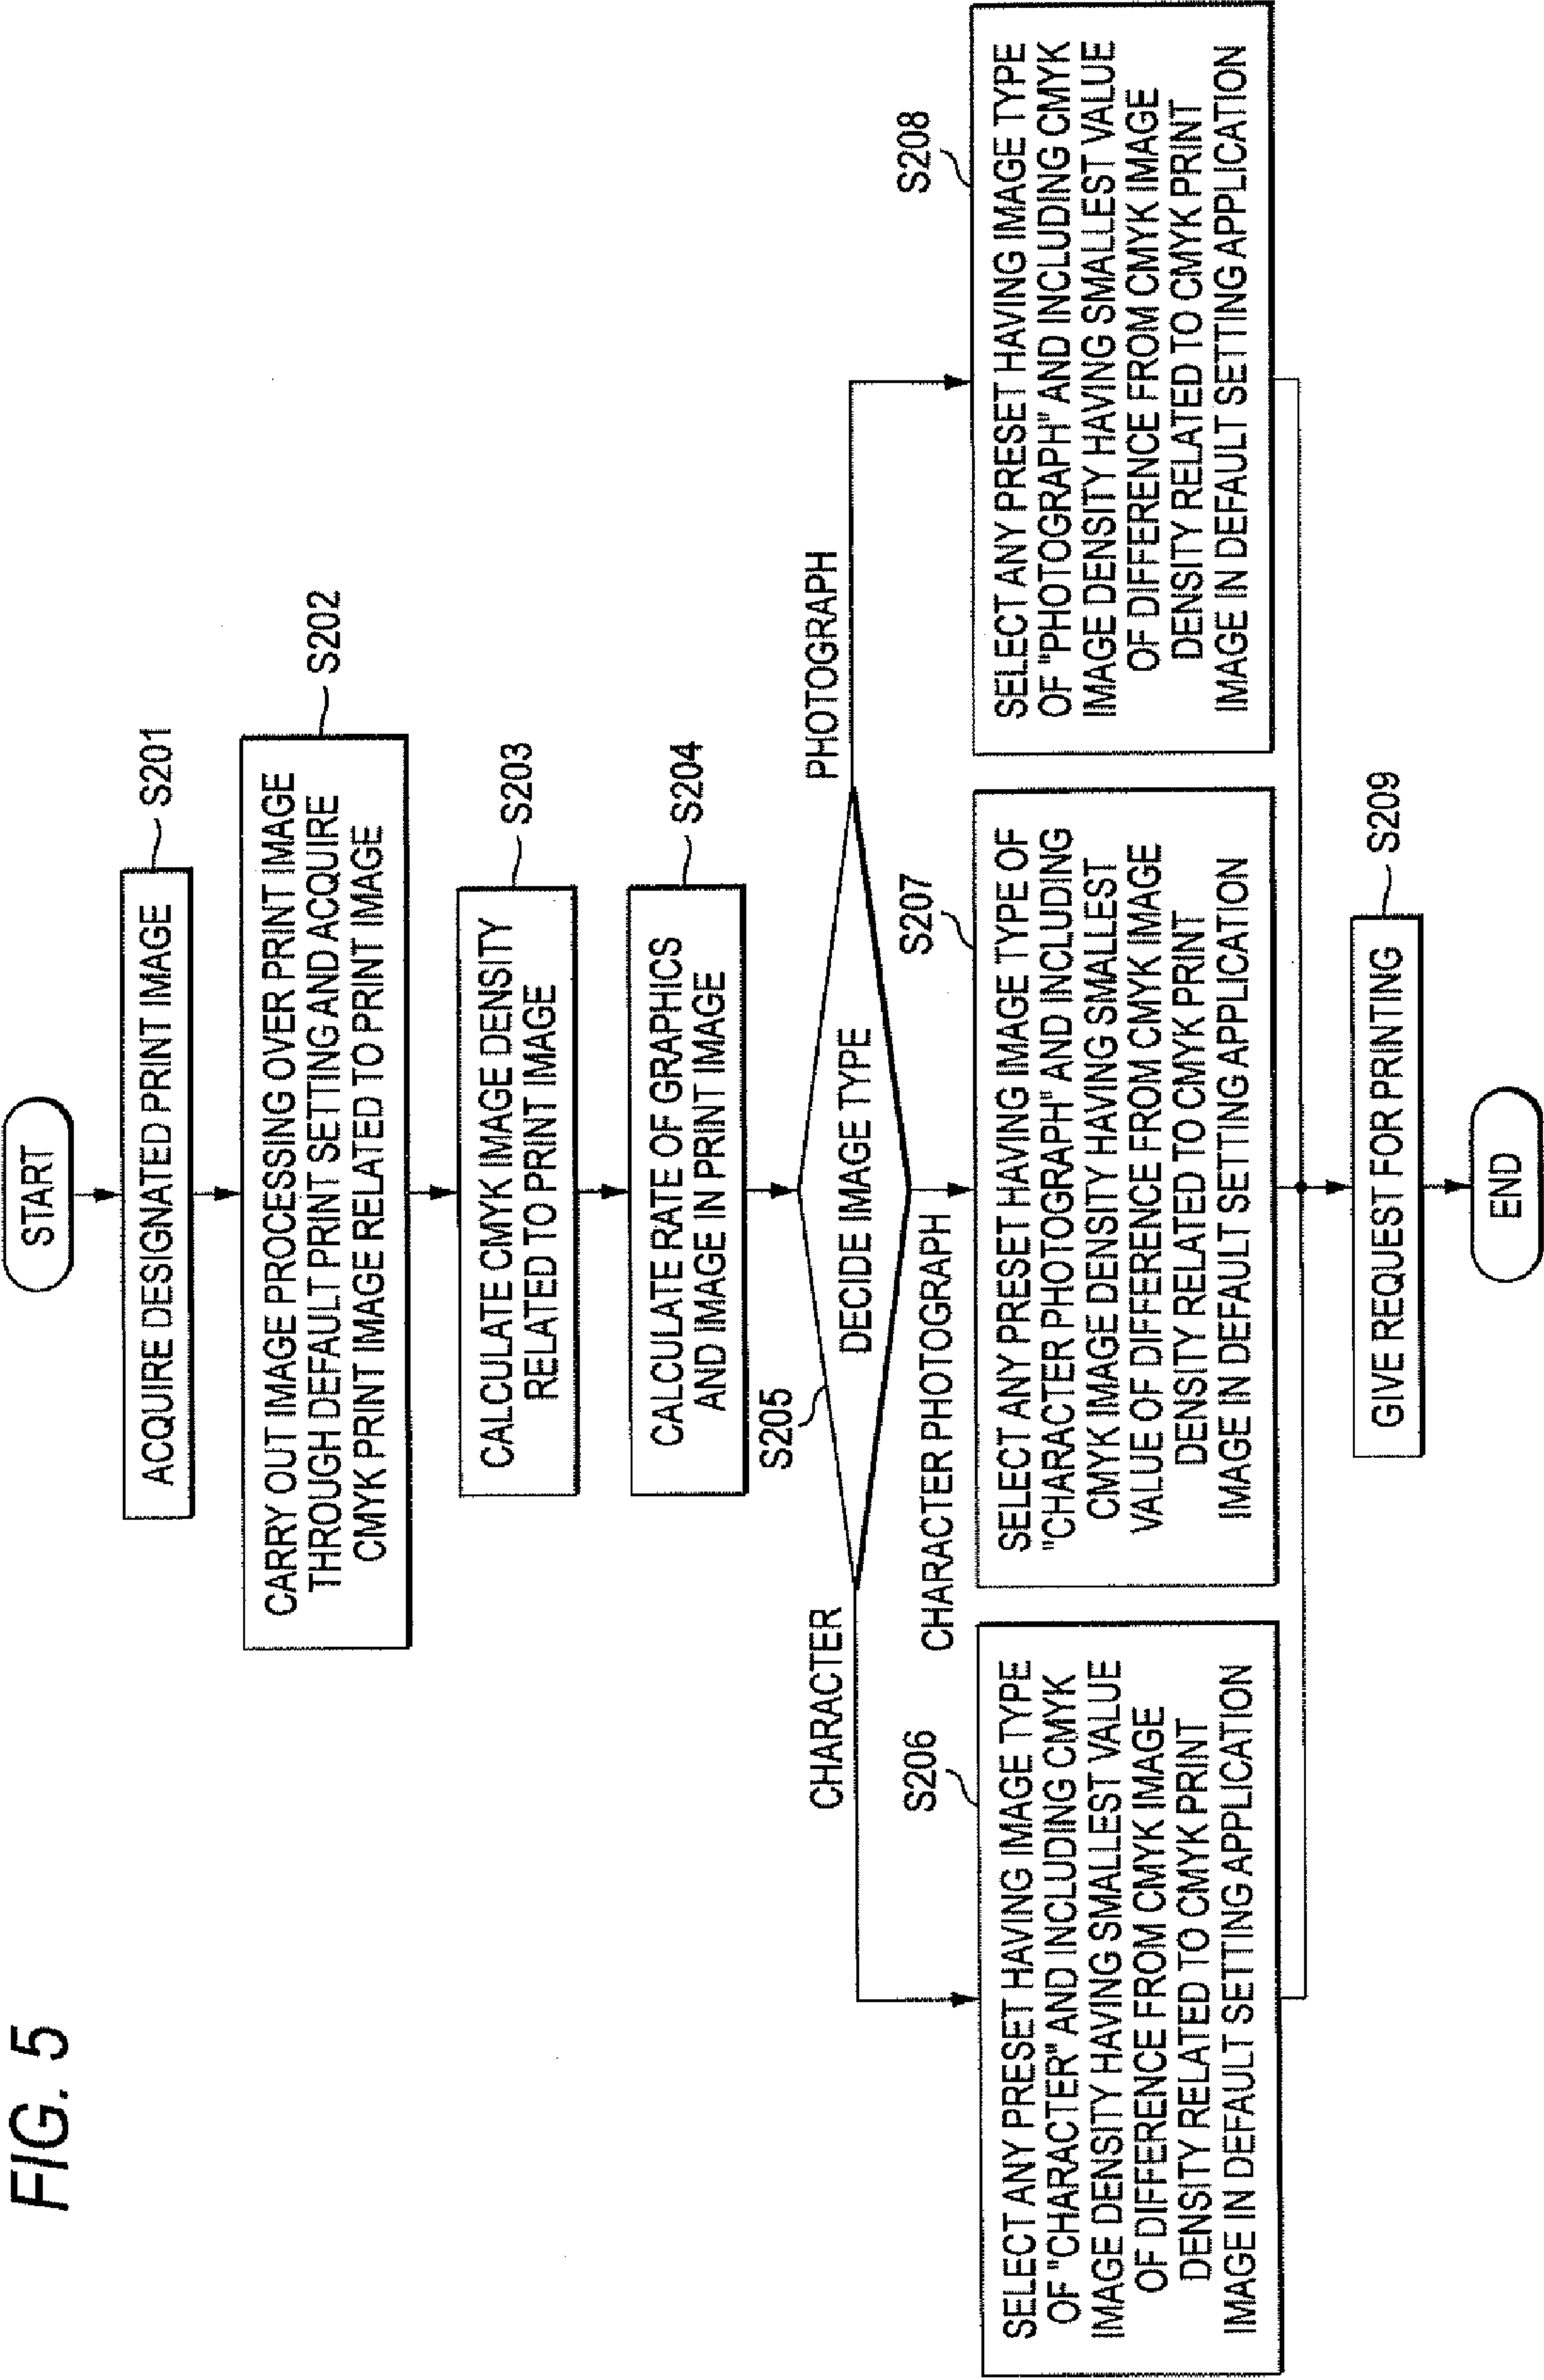 FIG. 5
START
ACQUIRE DESIGNATED PRINT IMAGE
S201
CARRY OUT IMAGE PROCESSING OVER PRINT IMAGE
THROUGH DEFAULT PRINT SETTING AND ACQUIRE
CMYK PRINT IMAGE RELATED TO PRINT IMAGE
S202
CALCULATE CMYK IMAGE DENSITY
RELATED TO PRINT IMAGE
S203
CALCULATE RATE OF GRAPHICS
AND IMAGE IN PRINT IMAGE
S204
S205
DECIDE IMAGE TYPE
CHARACTER
CHARACTER PHOTOGRAPH
PHOTOGRAPH
S206
SELECT ANY PRESET HAVING IMAGE TYPE
OF "CHARACTER" AND INCLUDING CMYK
IMAGE DENSITY HAVING SMALLEST VALUE
OF DIFFERENCE FROM CMYK IMAGE
DENSITY RELATED TO CMYK PRINT
IMAGE IN DEFAULT SETTING APPLICATION
S207
SELECT ANY PRESET HAVING IMAGE TYPE OF
"CHARACTER PHOTOGRAPH" AND INCLUDING
CMYK IMAGE DENSITY HAVING SMALLEST
VALUE OF DIFFERENCE FROM CMYK IMAGE
DENSITY RELATED TO CMYK PRINT
IMAGE IN DEFAULT SETTING APPLICATION
S208
SELECT ANY PRESET HAVING IMAGE TYPE
OF "PHOTOGRAPH" AND INCLUDING CMYK
IMAGE DENSITY HAVING SMALLEST VALUE
OF DIFFERENCE FROM CMYK IMAGE
DENSITY RELATED TO CMYK PRINT
IMAGE IN DEFAULT SETTING APPLICATION
GIVE REQUEST FOR PRINTING
S209
END